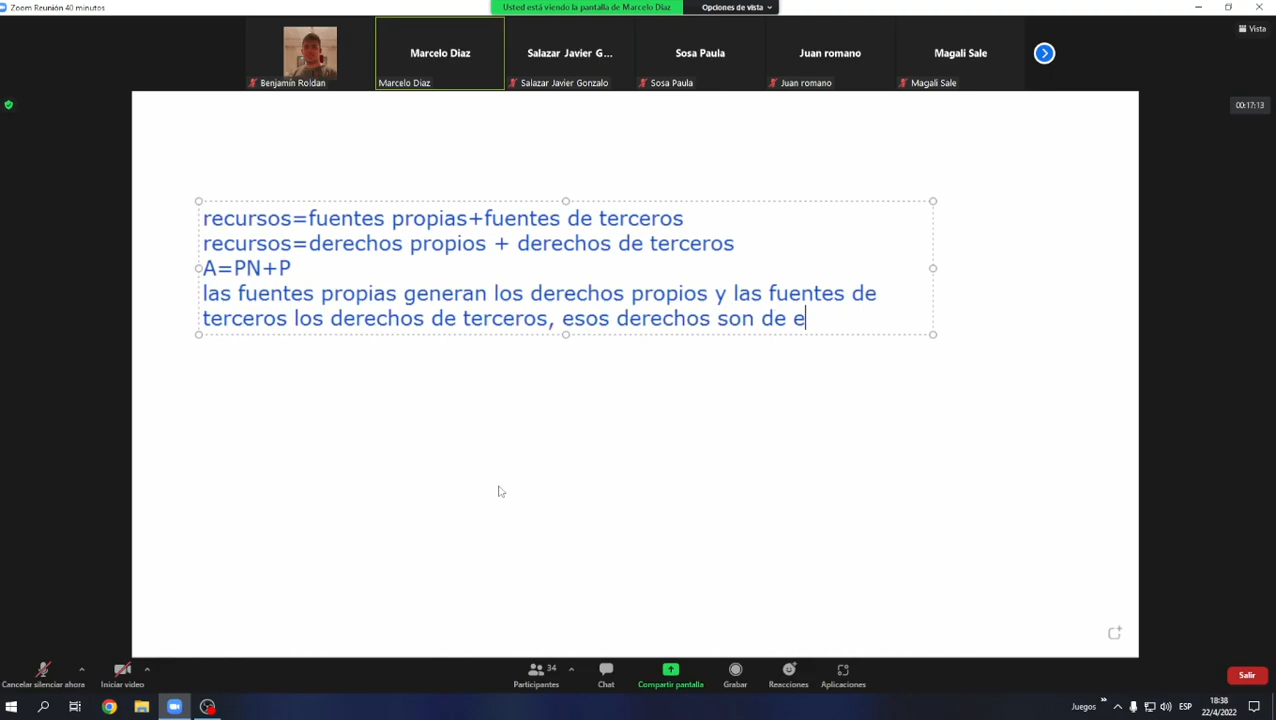 Zoom Reunión 40 minutos
Usted está viendo la pantalla de Marcelo Diaz
Opciones de vista
Vista
Benjamín Roldan
Marcelo Diaz
Marcelo Diaz
Salazar Javier G...
Salazar Javier Gonzalo
Sosa Paula
Sosa Paula
Juan romano
Juan romano
Magali Sale
Magali Sale
00:17:13
recursos=fuentes propias+fuentes de terceros
recursos=derechos propios + derechos de terceros
A=PN+P
las fuentes propias generan los derechos propios y las fuentes de
terceros los derechos de terceros, esos derechos son de e
Cancelar silenciar ahora
Iniciar video
34
Participantes
Chat
Compartir pantalla
Grabar
Reacciones
Aplicaciones
Salir
Juegos
ESP
18:38
22/4/2022